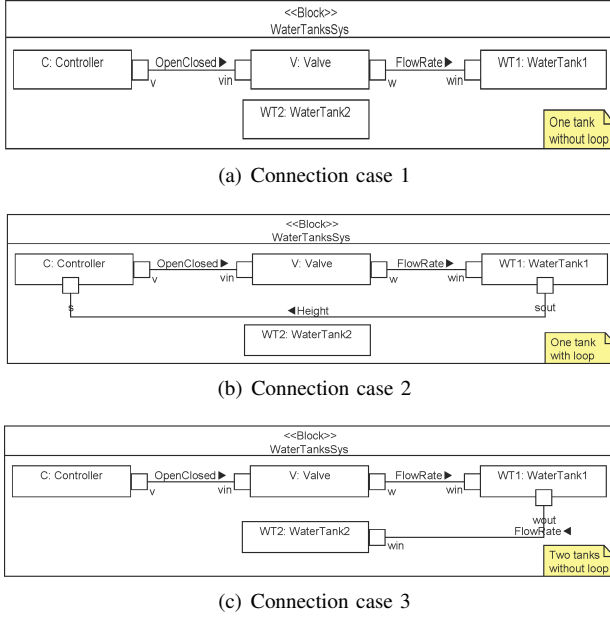 <<Block>>
WaterTanksSys
C: Controller
OpenClosed▶
V: Valve
FlowRate▶
WT1: WaterTank1
v
vin
w
win
WT2: WaterTank2
One tank
without loop
(a) Connection case 1
<<Block>>
WaterTanksSys
C: Controller
OpenClosed▶
V: Valve
FlowRate▶
WT1: WaterTank1
v
vin
w
win
s
◀Height
sout
WT2: WaterTank2
One tank
with loop
(b) Connection case 2
<<Block>>
WaterTanksSys
C: Controller
OpenClosed▶
V: Valve
FlowRate▶
WT1: WaterTank1
v
vin
w
win
wout
WT2: WaterTank2
FlowRate◀
win
Two tanks
without loop
(c) Connection case 3